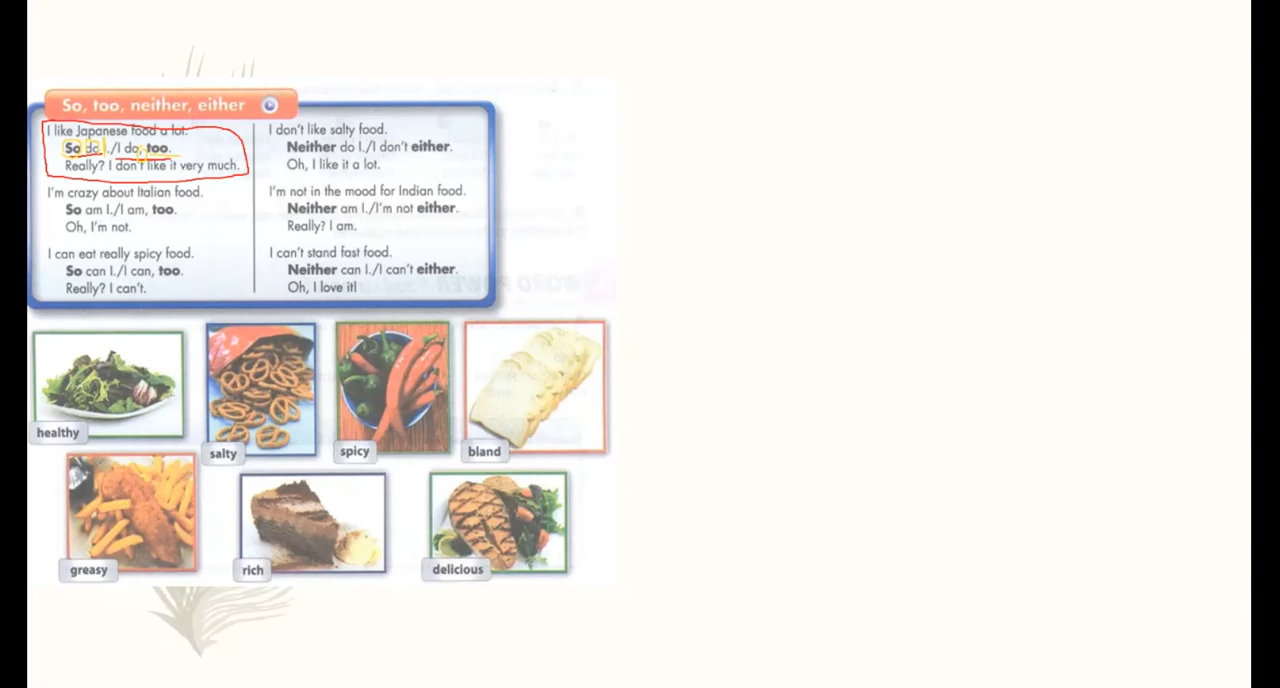 So, too, neither, either
I like Japanese food a lot.
So do I./I do, too.
Really? I don't like it very much.
I'm crazy about Italian food.
So am I./I am, too.
Oh, I'm not.
I can eat really spicy food.
So can I./I can, too.
Really? I can't.
I don't like salty food.
Neither do I./I don't either.
Oh, I like it a lot.
I'm not in the mood for Indian food.
Neither am I./I'm not either.
Really? I am.
I can't stand fast food.
Neither can I./I can't either.
Oh, I love it!
healthy
salty
spicy
bland
greasy
rich
delicious